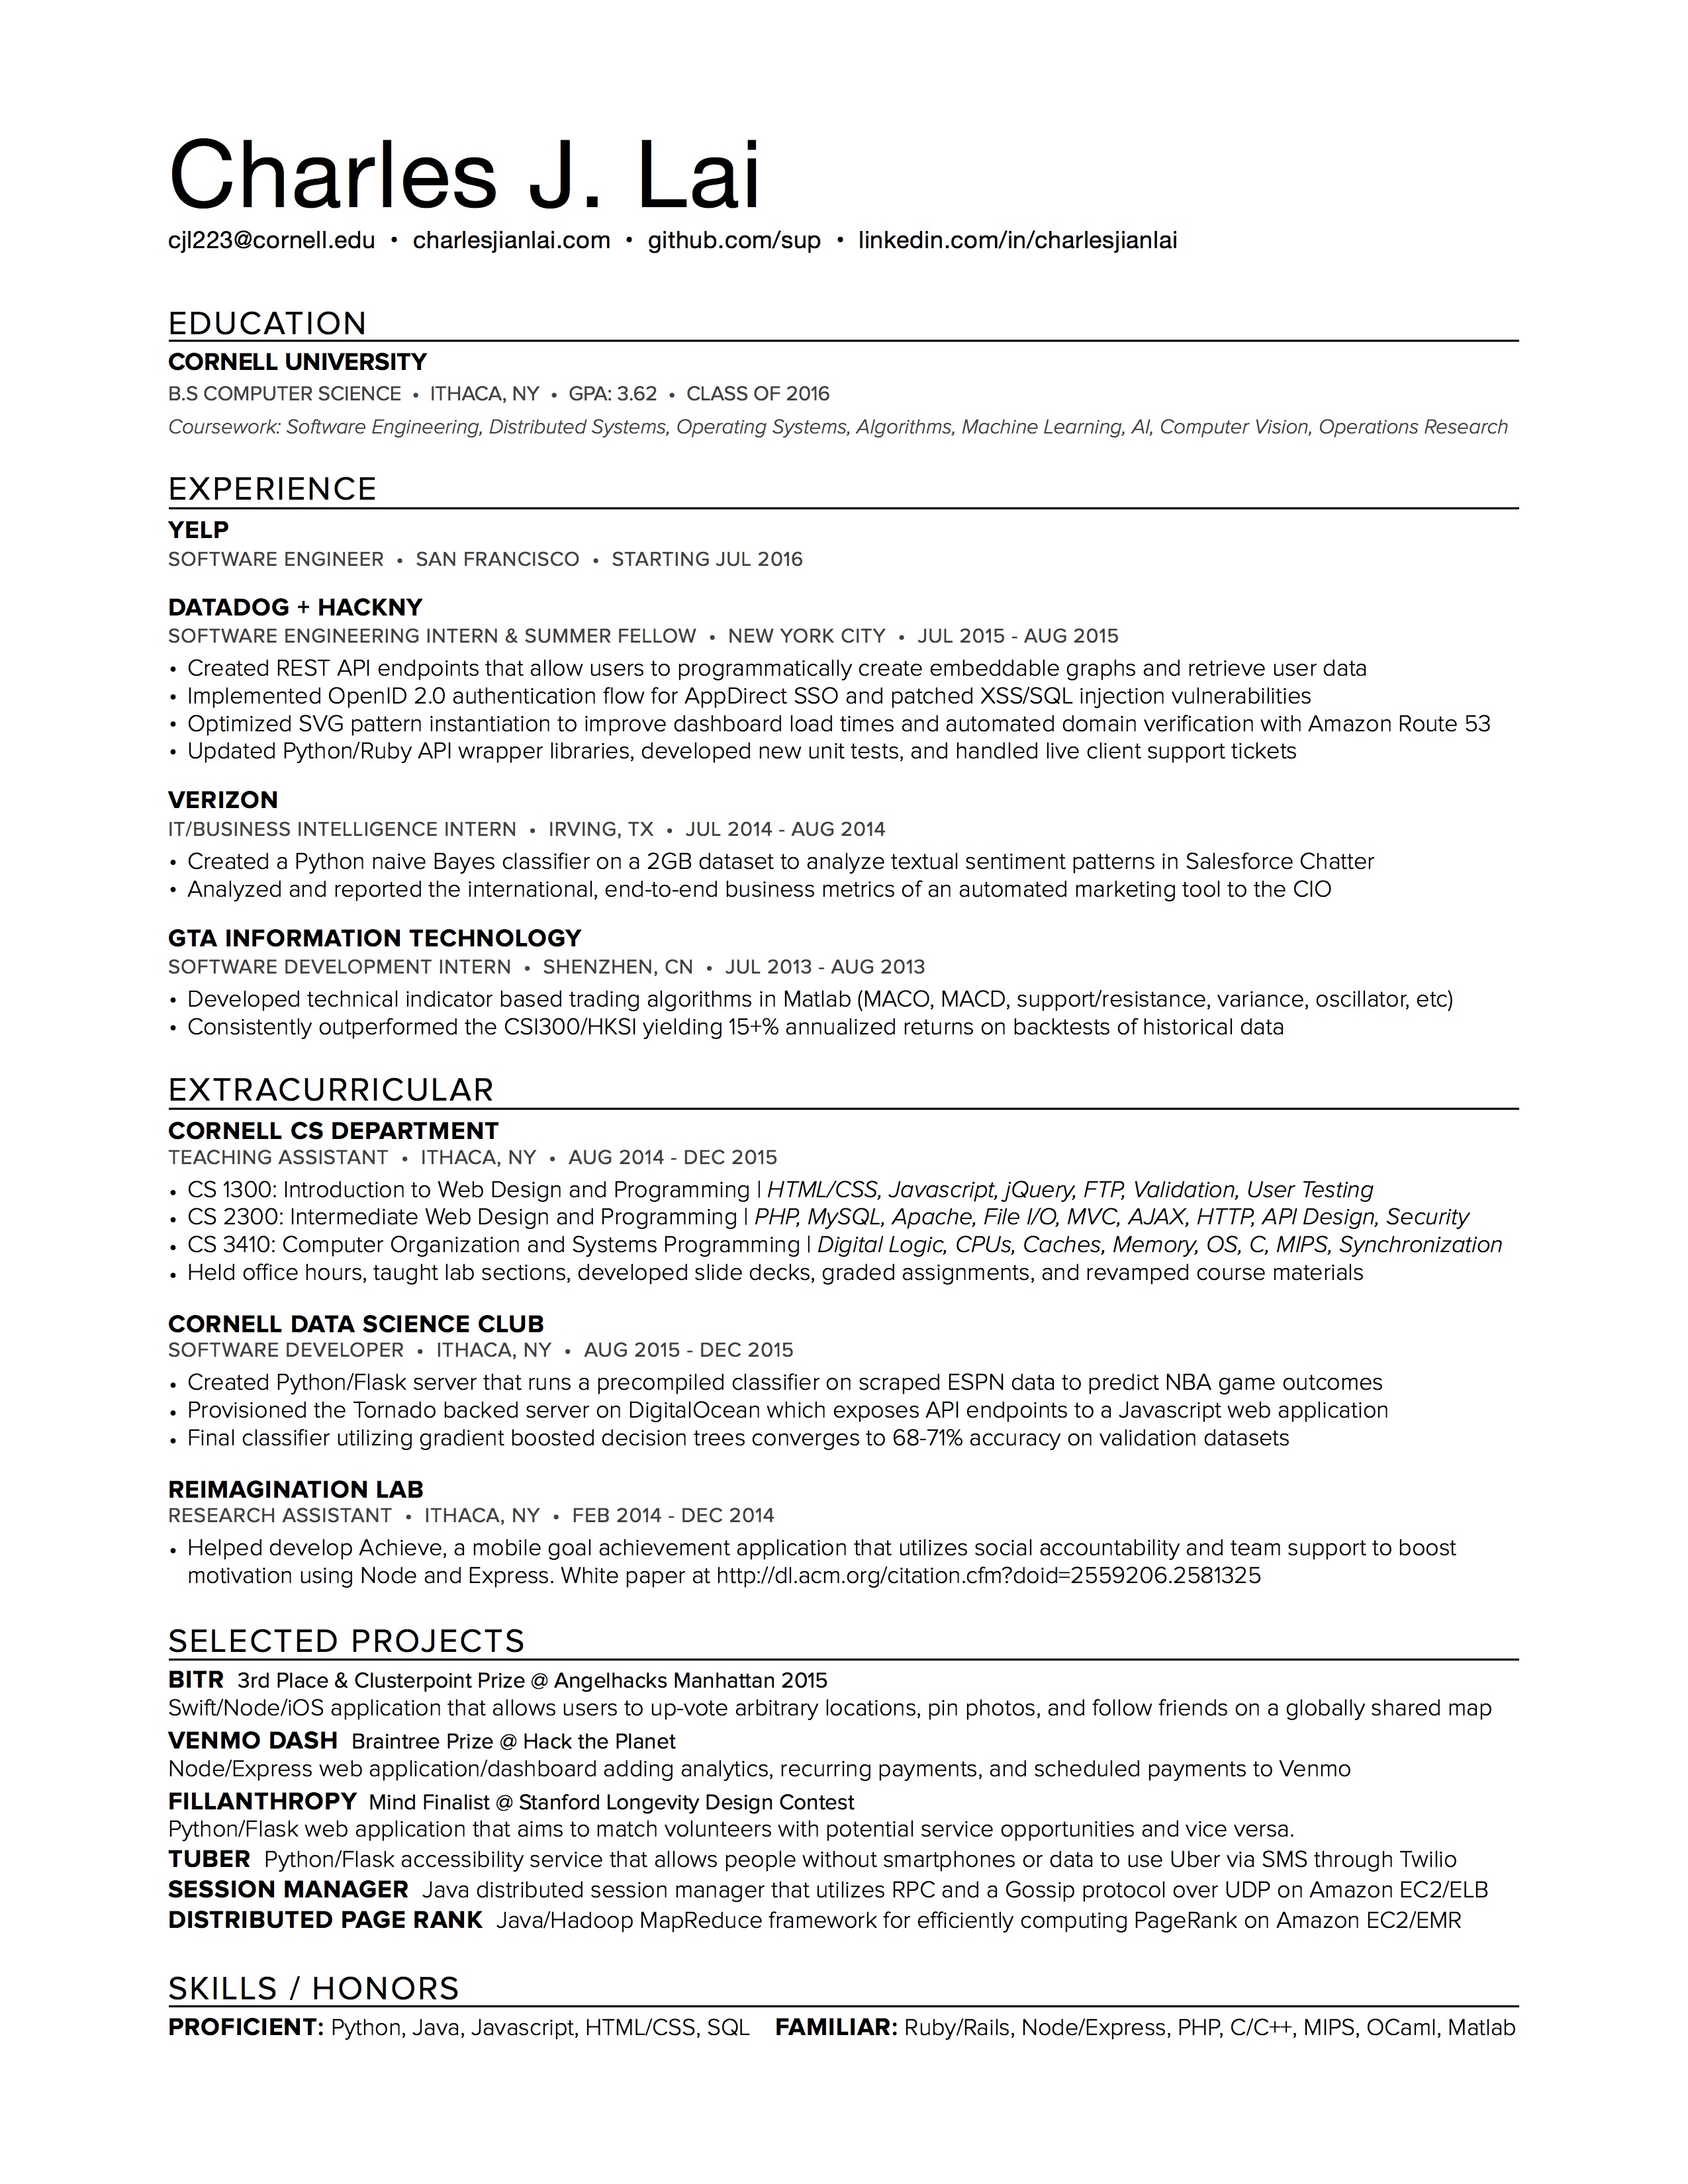 Charles J. Lai
cjl223@cornell.edu • charlesjianlai.com • github.com/sup • linkedin.com/in/charlesjianlai
EDUCATION
CORNELL UNIVERSITY
B.S COMPUTER SCIENCE • ITHACA, NY • GPA: 3.62 • CLASS OF 2016
Coursework: Software Engineering, Distributed Systems, Operating Systems, Algorithms, Machine Learning, AI, Computer Vision, Operations Research
EXPERIENCE
YELP
SOFTWARE ENGINEER • SAN FRANCISCO • STARTING JUL 2016
DATADOG + HACKNY
SOFTWARE ENGINEERING INTERN & SUMMER FELLOW • NEW YORK CITY • JUL 2015 - AUG 2015
• Created REST API endpoints that allow users to programmatically create embeddable graphs and retrieve user data
• Implemented OpenID 2.0 authentication flow for AppDirect SSO and patched XSS/SQL injection vulnerabilities
• Optimized SVG pattern instantiation to improve dashboard load times and automated domain verification with Amazon Route 53
• Updated Python/Ruby API wrapper libraries, developed new unit tests, and handled live client support tickets
VERIZON
IT/BUSINESS INTELLIGENCE INTERN • IRVING, TX • JUL 2014 - AUG 2014
• Created a Python naive Bayes classifier on a 2GB dataset to analyze textual sentiment patterns in Salesforce Chatter
• Analyzed and reported the international, end-to-end business metrics of an automated marketing tool to the CIO
GTA INFORMATION TECHNOLOGY
SOFTWARE DEVELOPMENT INTERN • SHENZHEN, CN • JUL 2013 - AUG 2013
• Developed technical indicator based trading algorithms in Matlab (MACO, MACD, support/resistance, variance, oscillator, etc)
• Consistently outperformed the CSI300/HKSI yielding 15+% annualized returns on backtests of historical data
EXTRACURRICULAR
CORNELL CS DEPARTMENT
TEACHING ASSISTANT • ITHACA, NY • AUG 2014 - DEC 2015
• CS 1300: Introduction to Web Design and Programming | HTML/CSS, Javascript, jQuery, FTP, Validation, User Testing
• CS 2300: Intermediate Web Design and Programming | PHP, MySQL, Apache, File I/O, MVC, AJAX, HTTP, API Design, Security
• CS 3410: Computer Organization and Systems Programming | Digital Logic, CPUs, Caches, Memory, OS, C, MIPS, Synchronization
• Held office hours, taught lab sections, developed slide decks, graded assignments, and revamped course materials
CORNELL DATA SCIENCE CLUB
SOFTWARE DEVELOPER • ITHACA, NY • AUG 2015 - DEC 2015
• Created Python/Flask server that runs a precompiled classifier on scraped ESPN data to predict NBA game outcomes
• Provisioned the Tornado backed server on DigitalOcean which exposes API endpoints to a Javascript web application
• Final classifier utilizing gradient boosted decision trees converges to 68-71% accuracy on validation datasets
REIMAGINATION LAB
RESEARCH ASSISTANT • ITHACA, NY • FEB 2014 - DEC 2014
• Helped develop Achieve, a mobile goal achievement application that utilizes social accountability and team support to boost
motivation using Node and Express. White paper at http://dl.acm.org/citation.cfm?doid=2559206.2581325
SELECTED PROJECTS
BITR 3rd Place & Clusterpoint Prize @ Angelhacks Manhattan 2015
Swift/Node/iOS application that allows users to up-vote arbitrary locations, pin photos, and follow friends on a globally shared map
VENMO DASH Braintree Prize @ Hack the Planet
Node/Express web application/dashboard adding analytics, recurring payments, and scheduled payments to Venmo
FILLANTHROPY Mind Finalist @ Stanford Longevity Design Contest
Python/Flask web application that aims to match volunteers with potential service opportunities and vice versa.
TUBER Python/Flask accessibility service that allows people without smartphones or data to use Uber via SMS through Twilio
SESSION MANAGER Java distributed session manager that utilizes RPC and a Gossip protocol over UDP on Amazon EC2/ELB
DISTRIBUTED PAGE RANK Java/Hadoop MapReduce framework for efficiently computing PageRank on Amazon EC2/EMR
SKILLS / HONORS
PROFICIENT: Python, Java, Javascript, HTML/CSS, SQL FAMILIAR: Ruby/Rails, Node/Express, PHP, C/C++, MIPS, OCaml, Matlab